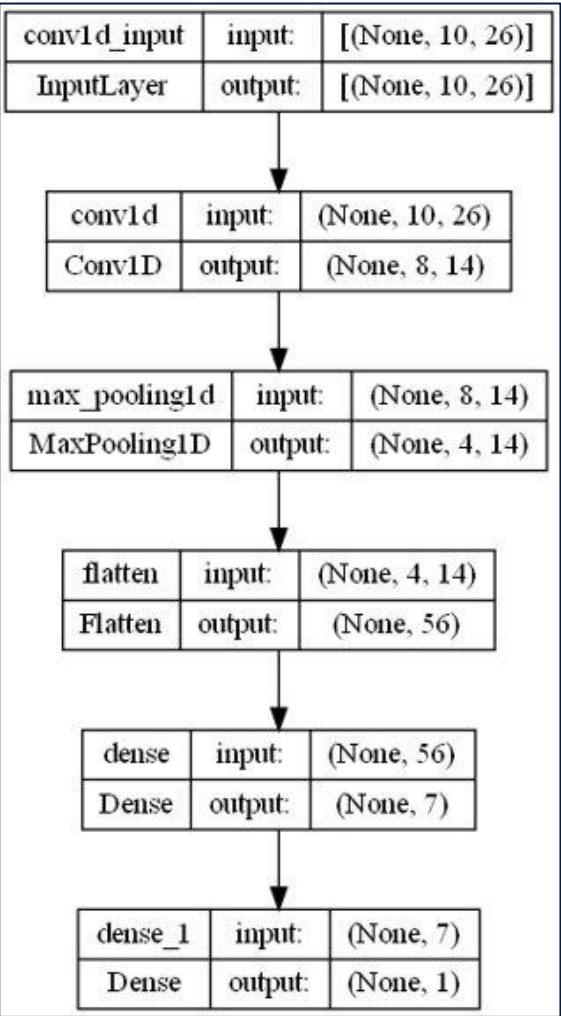 conv1d_input input: [(None, 10, 26)]
InputLayer output: [(None, 10, 26)]
conv1d input: (None, 10, 26)
Conv1D output: (None, 8, 14)
max_pooling1d input: (None, 8, 14)
MaxPooling1D output: (None, 4, 14)
flatten input: (None, 4, 14)
Flatten output: (None, 56)
dense input: (None, 56)
Dense output: (None, 7)
dense_1 input: (None, 7)
Dense output: (None, 1)